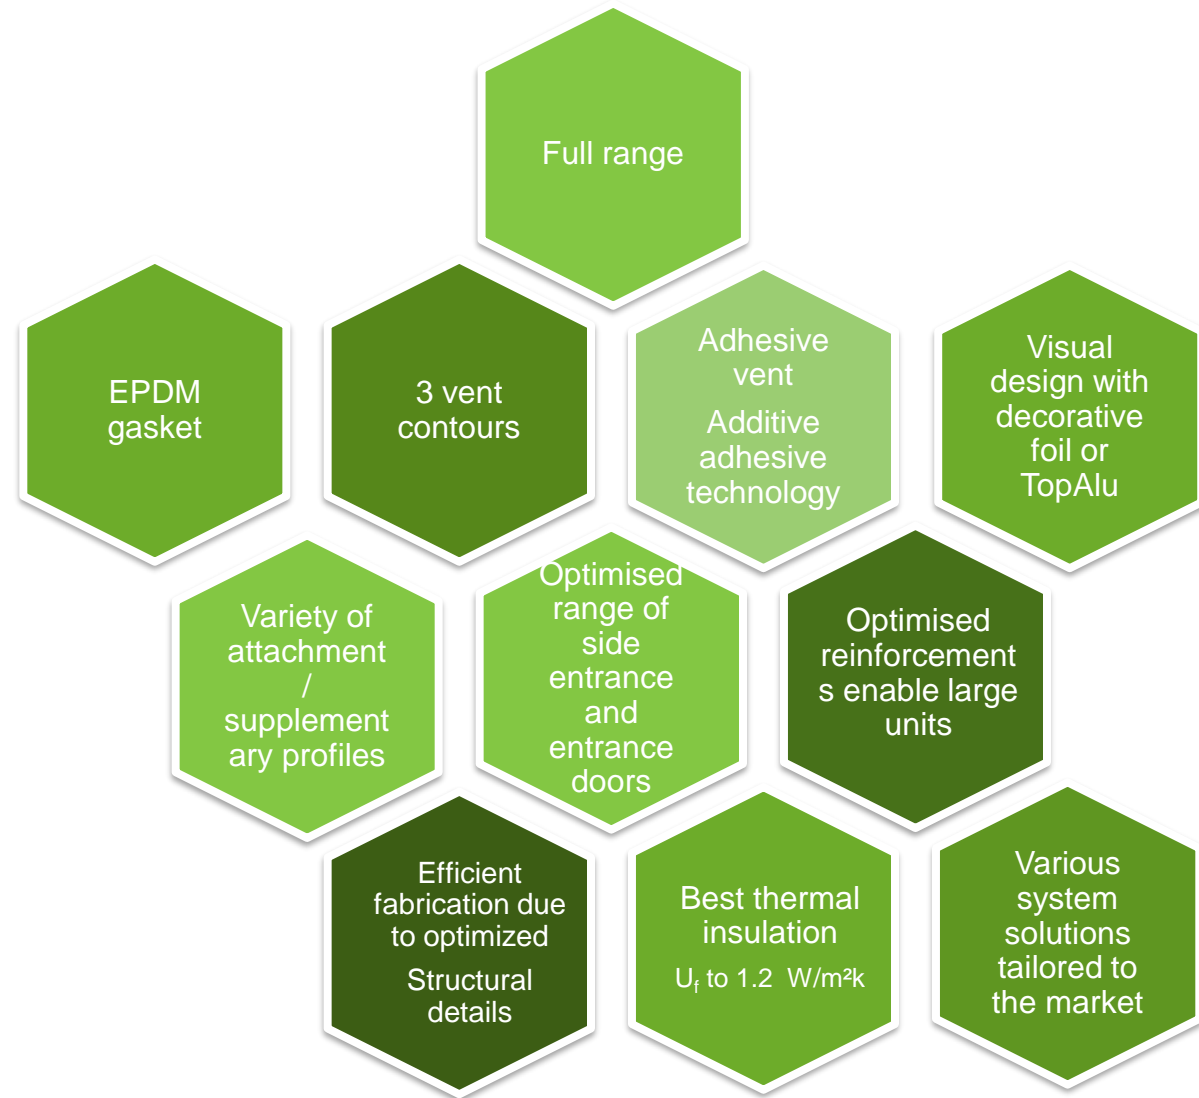 Full range
EPDM
gasket
3 vent
contours
Adhesive
vent
Additive
adhesive
technology
Visual
design with
decorative
foil or
TopAlu
Variety of
attachment
/
supplement
ary profiles
Optimised
range of
side
entrance
and
entrance
doors
Optimised
reinforcement
s enable large
units
Efficient
fabrication due
to optimized
Structural
details
Best thermal
insulation
Uf to 1.2  W/m²k
Various
system
solutions
tailored to
the market